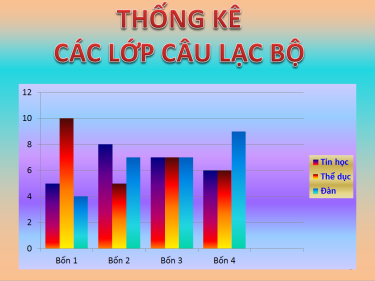 THỐNG KÊ
CÁC LỚP CÂU LẠC BỘ
12
10
8
6
4
2
0
Bốn 1 Bốn 2 Bốn 3 Bốn 4
Tin học
Thể dục
Đàn